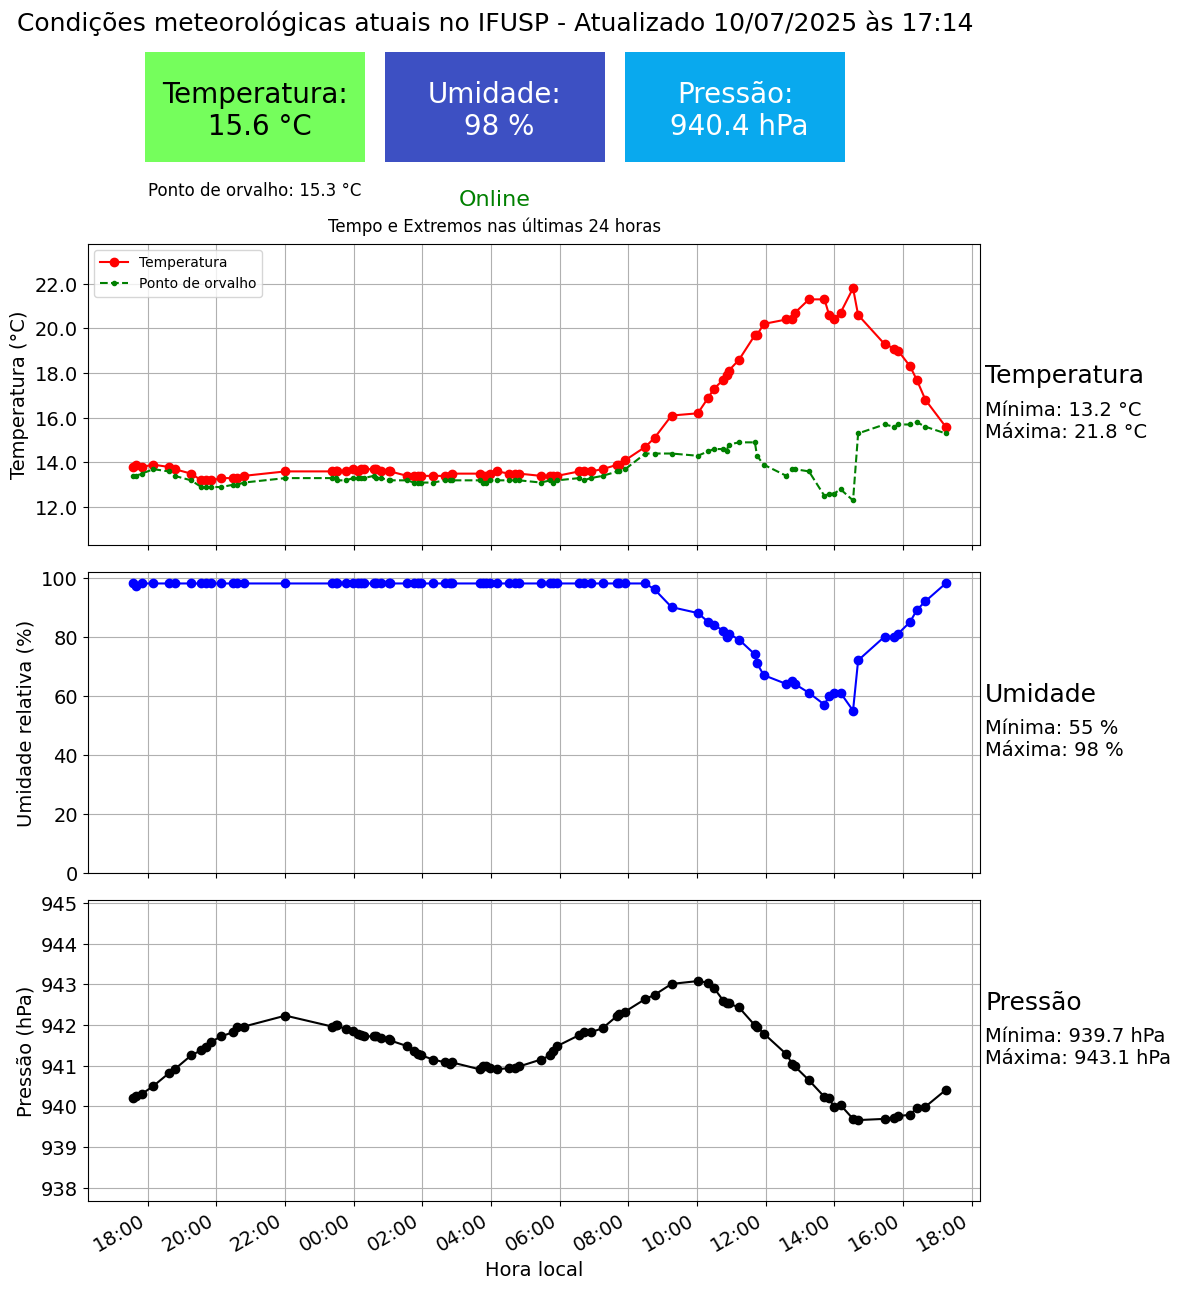 Condições meteorológicas atuais no IFUSP - Atualizado 10/07/2025 às 17:14
Temperatura:
15.6 °C
Umidade:
98 %
Pressão:
940.4 hPa
Ponto de orvalho: 15.3 °C
Online
Tempo e Extremos nas últimas 24 horas
Temperatura
Ponto de orvalho
Temperatura (°C)
22.0
20.0
18.0
16.0
14.0
12.0
Temperatura
Mínima: 13.2 °C
Máxima: 21.8 °C
Umidade relativa (%)
100
80
60
40
20
0
Umidade
Mínima: 55 %
Máxima: 98 %
Pressão (hPa)
945
944
943
942
941
940
939
938
Pressão
Mínima: 939.7 hPa
Máxima: 943.1 hPa
18:00
20:00
22:00
00:00
02:00
04:00
06:00
08:00
10:00
12:00
14:00
16:00
18:00
Hora local